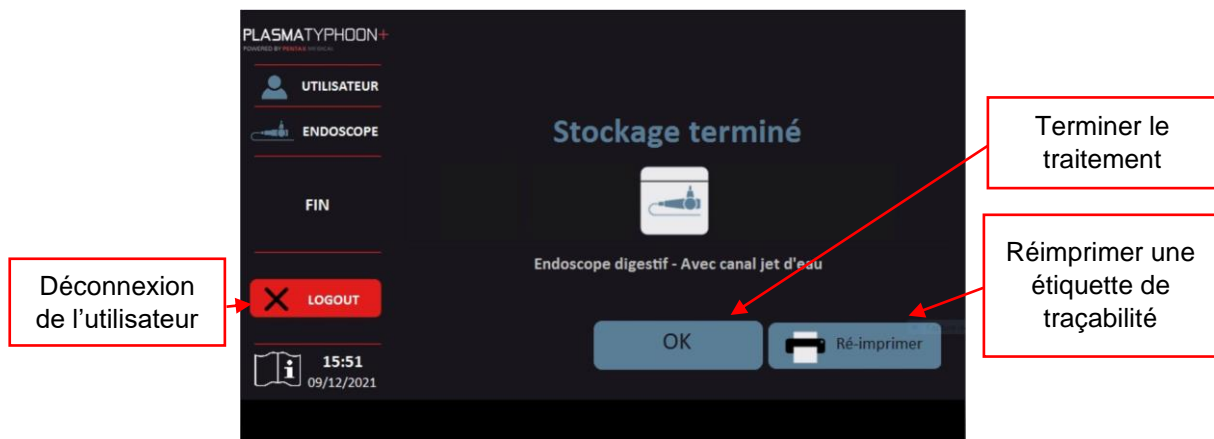 PLASMATYPHOON+
POWERED BY PENTAX MEDICAL
UTILISATEUR
ENDOSCOPE
FIN
LOGOUT
15:51
09/12/2021
Stockage terminé
Endoscope digestif - Avec canal jet d'eau
OK
Ré-imprimer
Déconnexion
de l’utilisateur
Terminer le
traitement
Réimprimer une
étiquette de
traçabilité